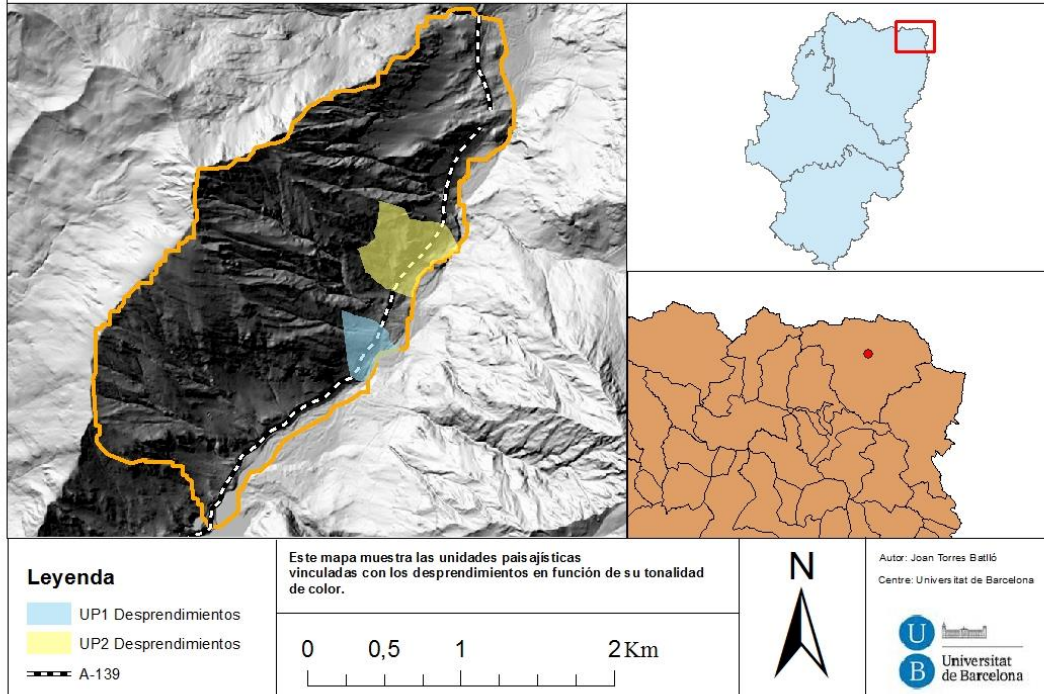 Leyenda
UP1 Desprendimientos
UP2 Desprendimientos
A-139
Este mapa muestra las unidades paisajísticas
vinculadas con los desprendimientos en función de su tonalidad
de color.
0 0,5 1 2 Km
N
Autor: Joan Torres Batlló
Centre: Universitat de Barcelona
U
B
Universitat
de Barcelona